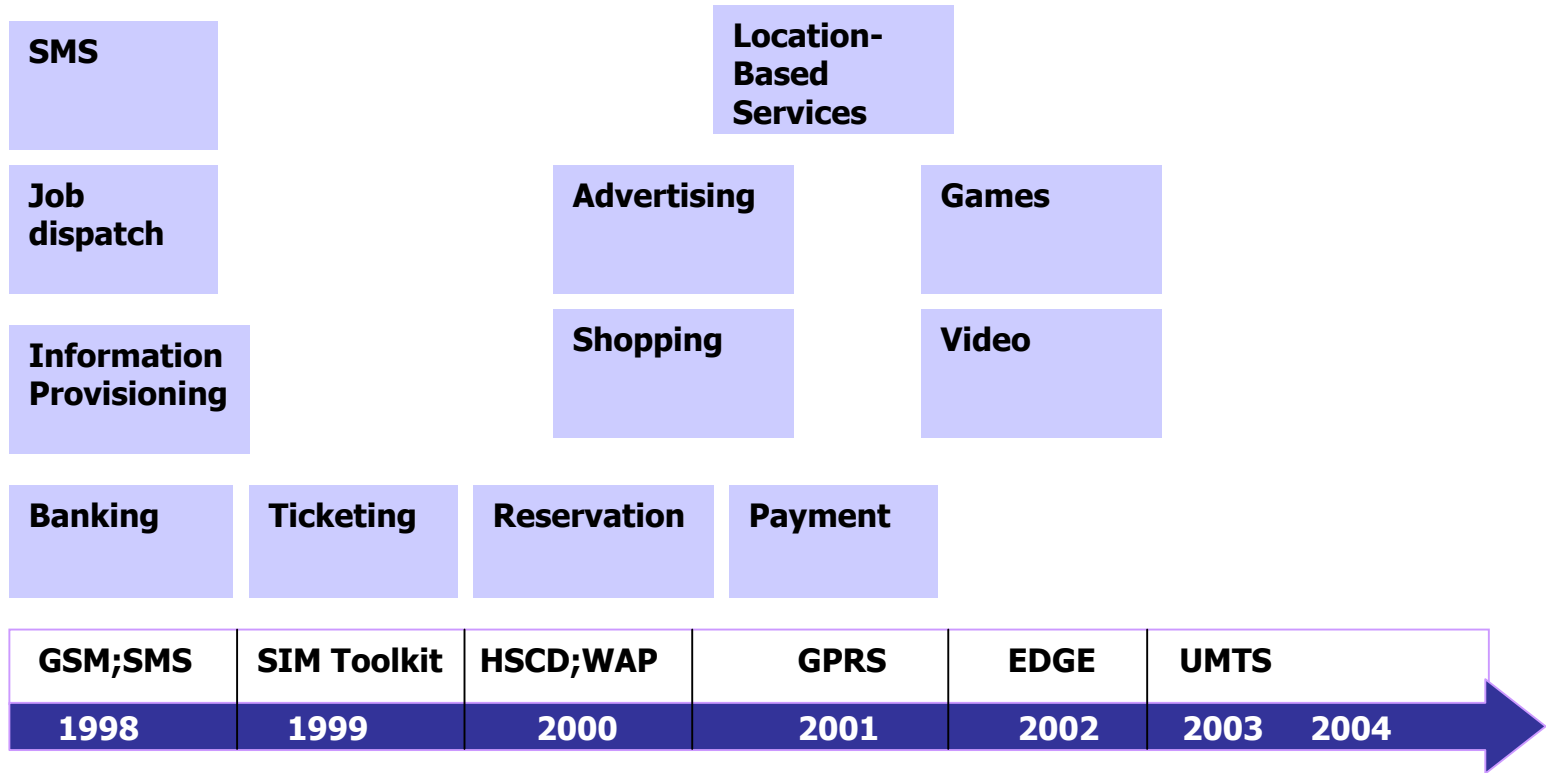 SMS
Location-
Based
Services
Job
dispatch
Advertising
Games
Information
Provisioning
Shopping
Video
Banking
Ticketing
Reservation
Payment
GSM;SMS
SIM Toolkit
HSCD;WAP
GPRS
EDGE
UMTS
1998
1999
2000
2001
2002
2003
2004